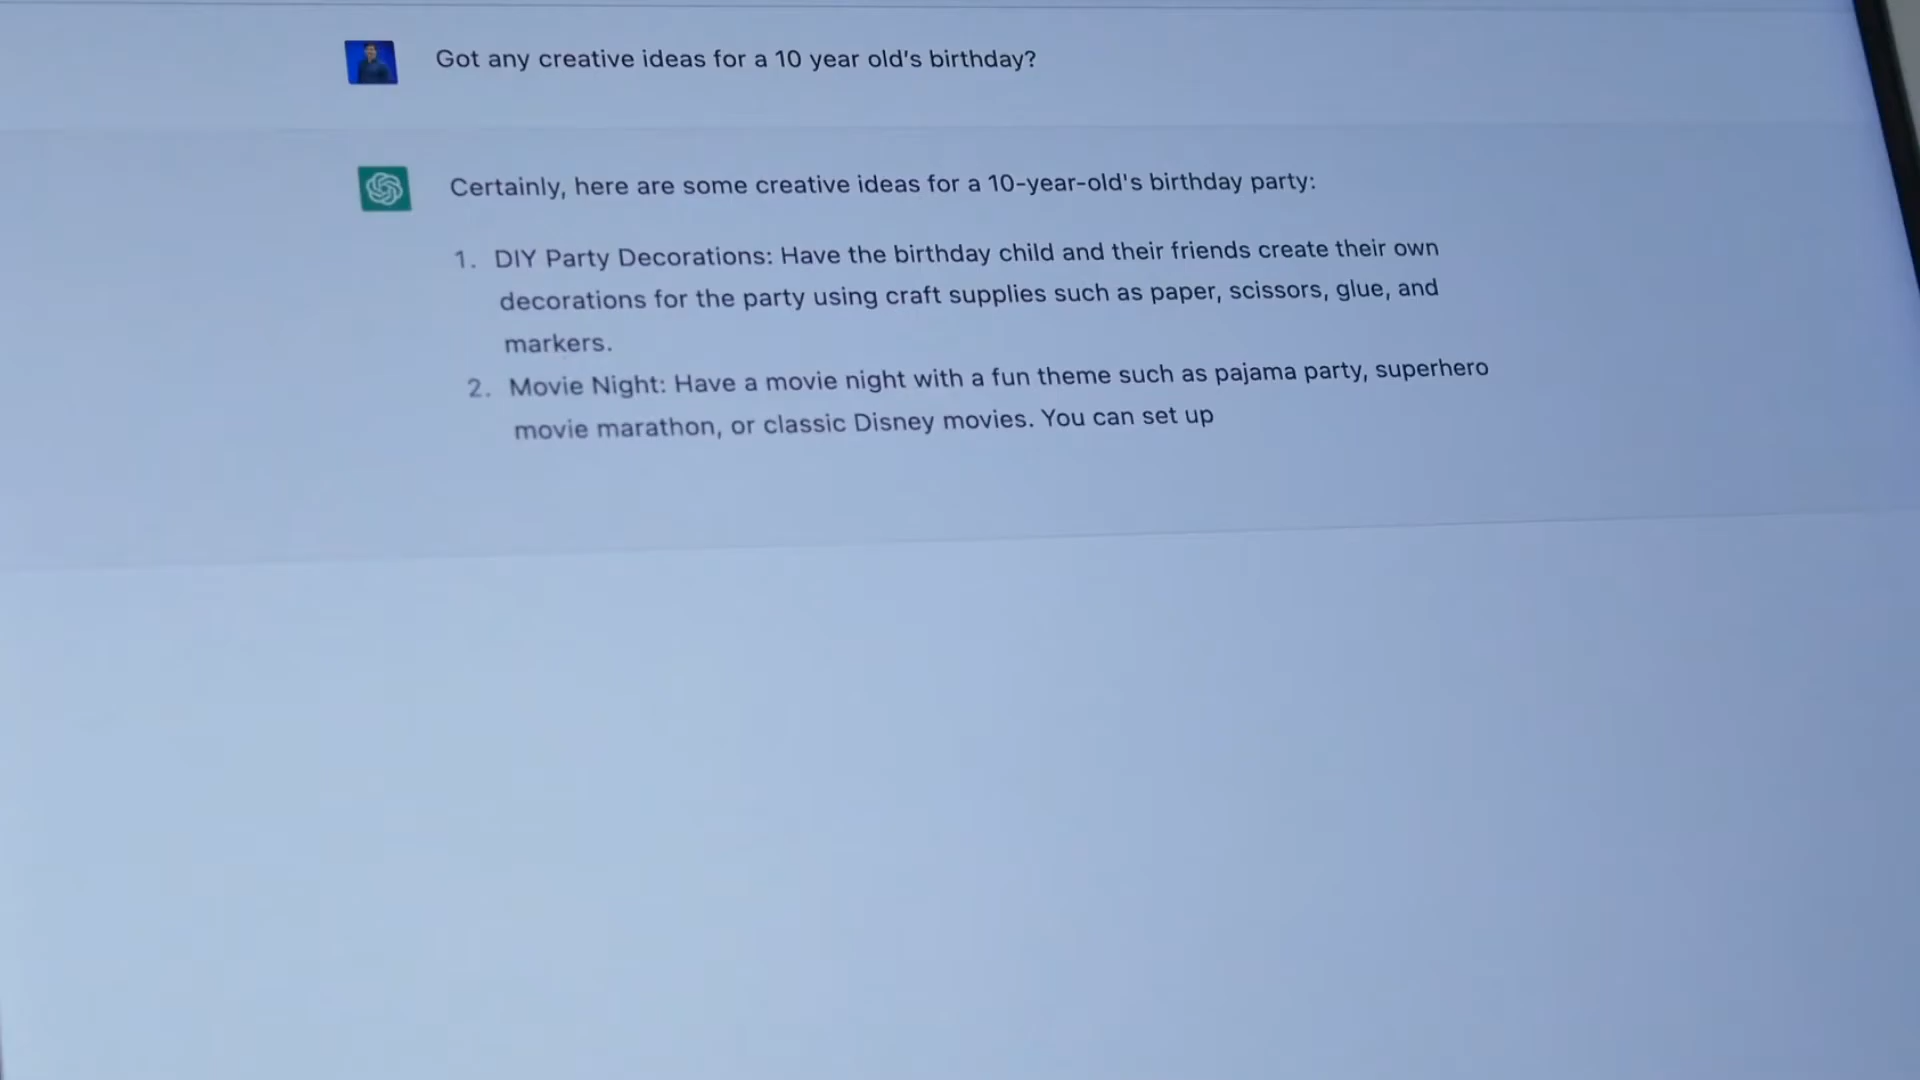 Got any creative ideas for a 10 year old's birthday?
Certainly, here are some creative ideas for a 10-year-old's birthday party:
1. DIY Party Decorations: Have the birthday child and their friends create their own
decorations for the party using craft supplies such as paper, scissors, glue, and
markers.
2. Movie Night: Have a movie night with a fun theme such as pajama party, superhero
movie marathon, or classic Disney movies. You can set up